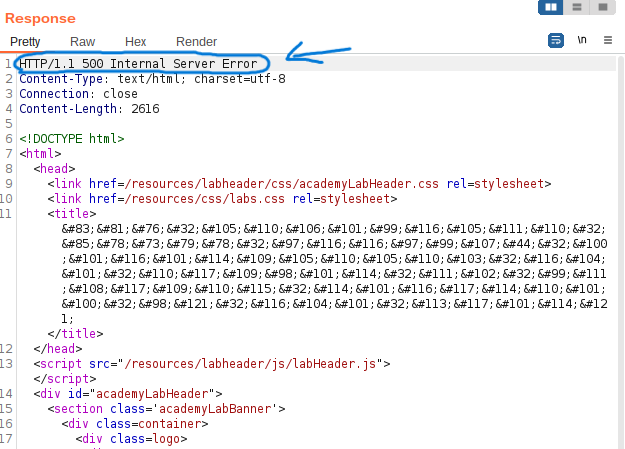 Response
Pretty Raw Hex Render \n
1 HTTP/1.1 500 Internal Server Error
2 Content-Type: text/html; charset=utf-8
3 Connection: close
4 Content-Length: 2616
5
6 <!DOCTYPE html>
7 <html>
8 <head>
9 <link href=/resources/labheader/css/academyLabHeader.css rel=stylesheet>
10 <link href=/resources/css/labs.css rel=stylesheet>
11 <title>
&#83;&#81;&#76;&#32;&#105;&#110;&#106;&#101;&#99;&#116;&#105;&#111;&#110;&#32;
&#85;&#78;&#73;&#79;&#78;&#32;&#97;&#116;&#116;&#97;&#99;&#107;&#44;&#32;&#100
;&#101;&#116;&#101;&#114;&#109;&#105;&#110;&#105;&#110;&#103;&#32;&#116;&#104;
&#101;&#32;&#110;&#117;&#109;&#98;&#101;&#114;&#32;&#111;&#102;&#32;&#99;&#111
;&#108;&#117;&#109;&#110;&#115;&#32;&#114;&#101;&#116;&#117;&#114;&#110;&#101;
&#100;&#32;&#98;&#121;&#32;&#116;&#104;&#101;&#32;&#113;&#117;&#101;&#114;&#12
1;
</title>
12 </head>
13 <script src="/resources/labheader/js/labHeader.js">
</script>
14 <div id="academyLabHeader">
15 <section class='academyLabBanner'>
16 <div class=container>
17 <div class=logo>